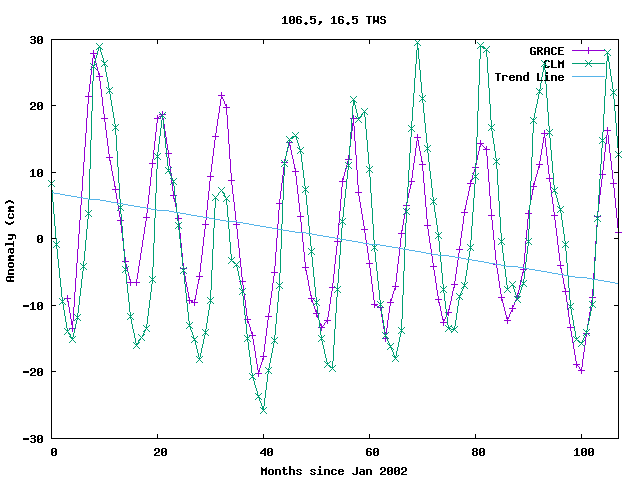 106.5, 16.5 TWS
GRACE
CLM
Trend Line
30
20
10
0
-10
-20
-30
Anomaly (cm)
0 20 40 60 80 100
Months since Jan 2002